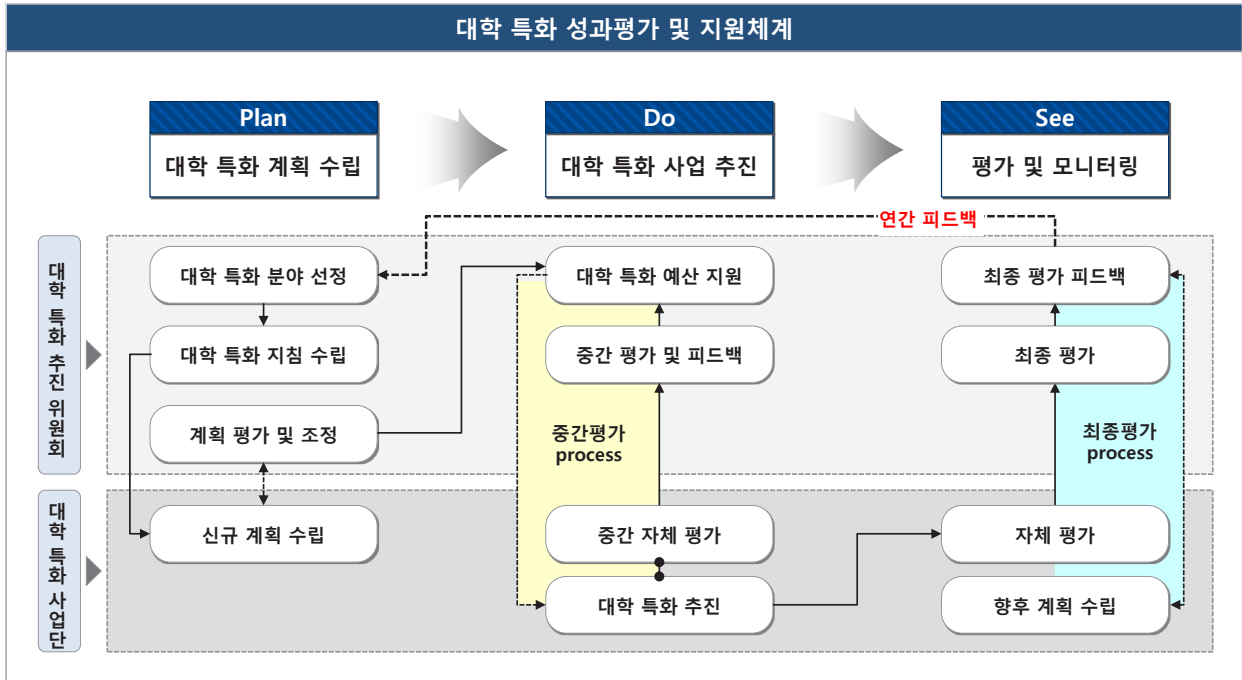 대학 특화 성과평가 및 지원체계
Plan
대학 특화 계획 수립
Do
대학 특화 사업 추진
See
평가 및 모니터링
연간 피드백
대학 특화 추진 위원회
대학 특화 분야 선정
대학 특화 예산 지원
최종 평가 피드백
대학 특화 지침 수립
중간 평가 및 피드백
최종 평가
계획 평가 및 조정
중간평가
process
최종평가
process
대학 특화 사업단
신규 계획 수립
중간 자체 평가
자체 평가
대학 특화 추진
향후 계획 수립